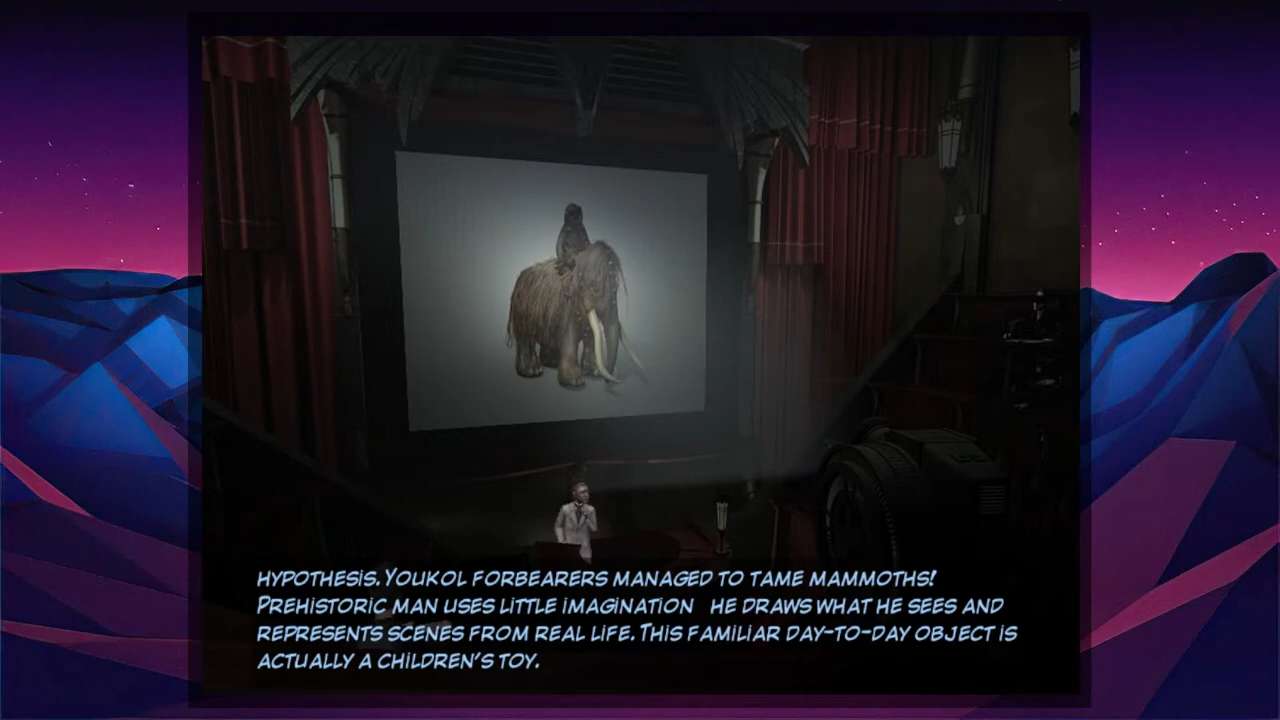 Hypothesis. Youkol forbearers managed to tame mammoths!
Prehistoric man uses little imagination he draws what he sees and
represents scenes from real life. This familiar day-to-day object is
actually a children's toy.